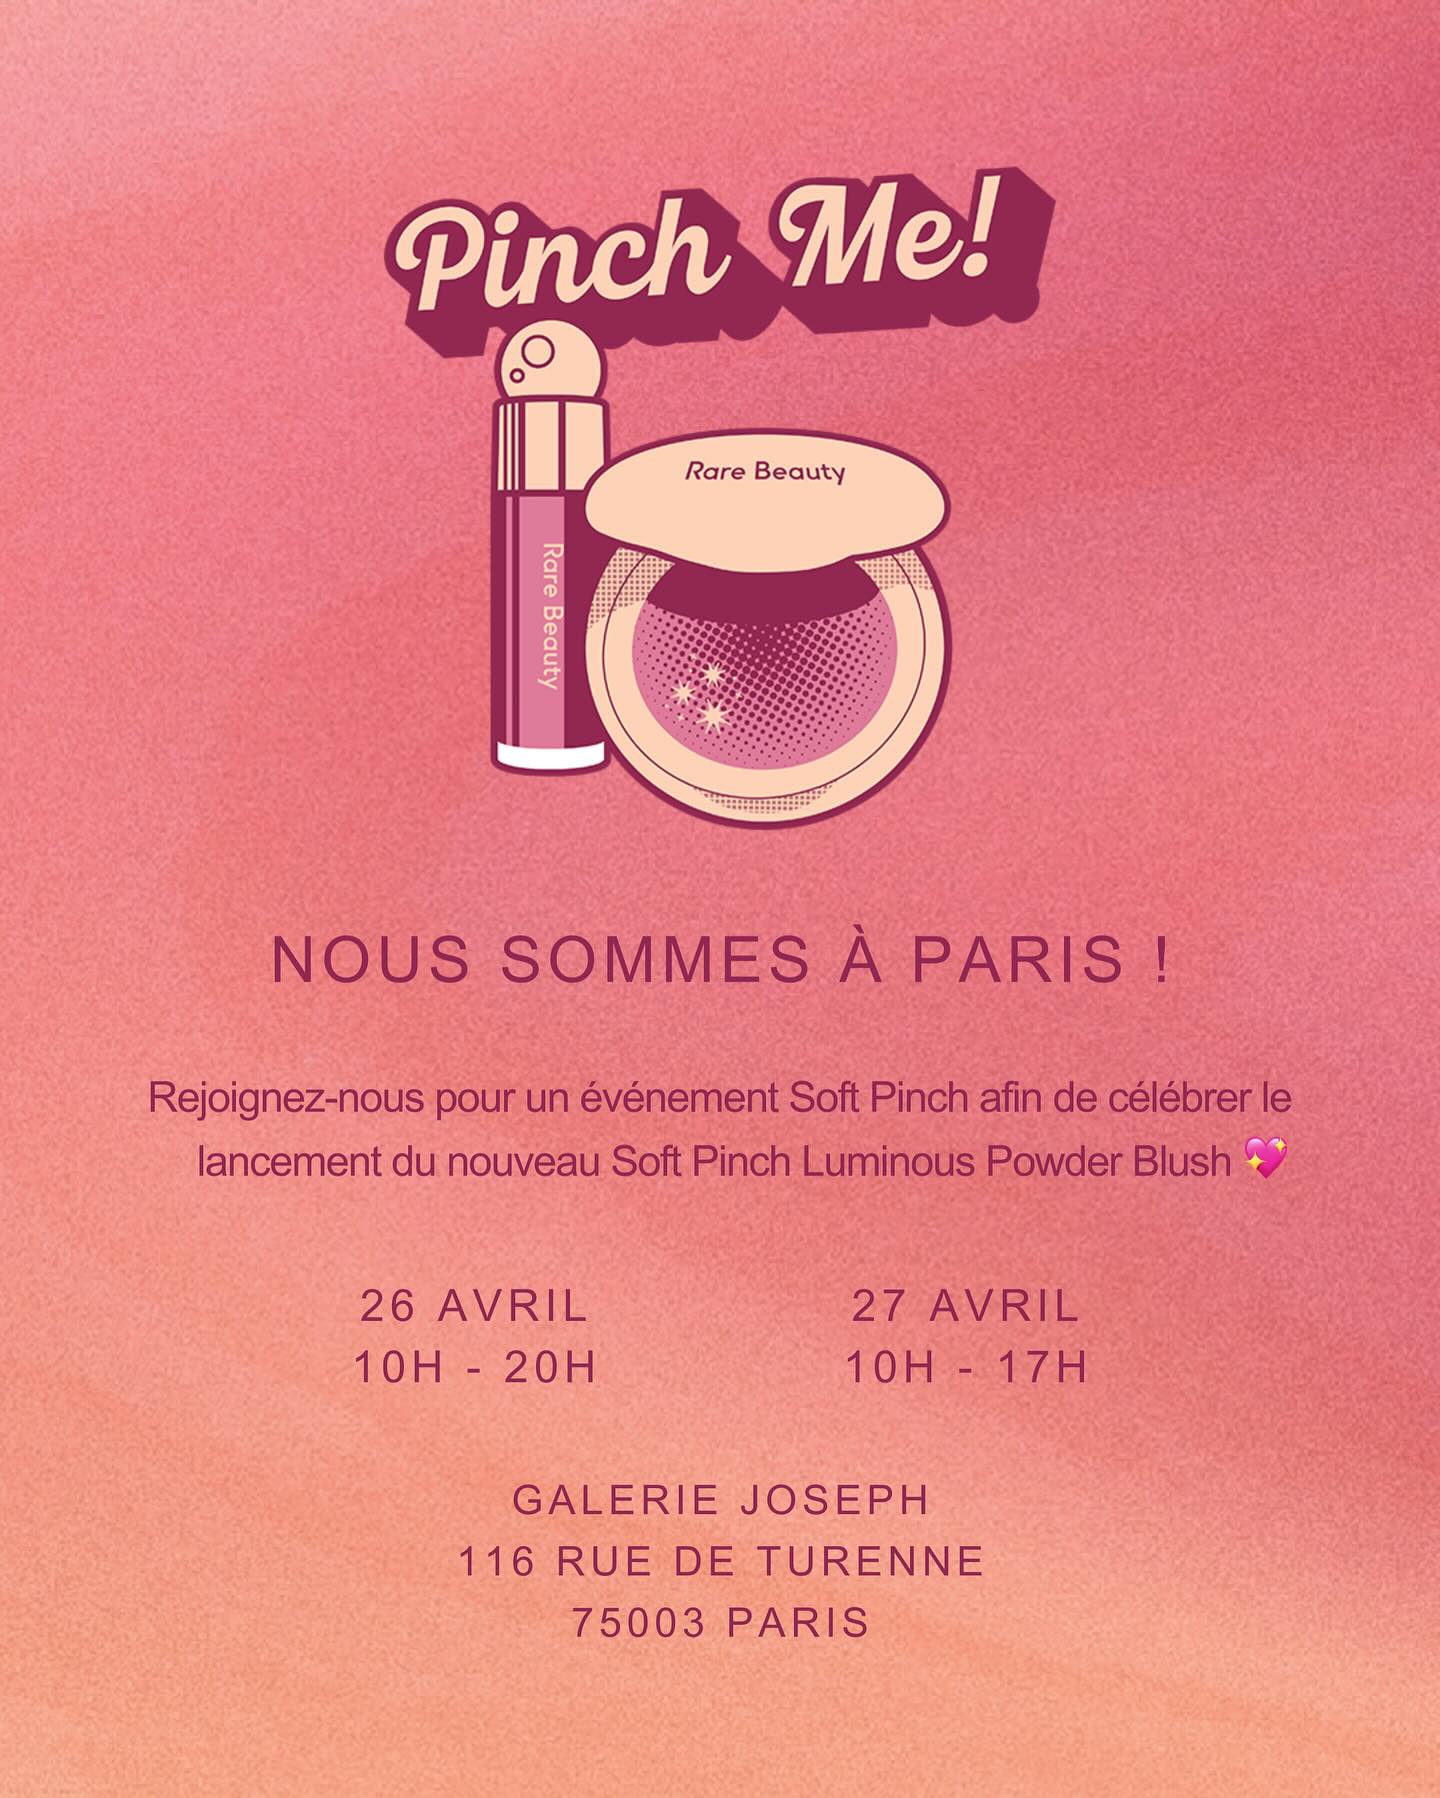 Pinch Me!
Rare Beauty
Rare Beauty
NOUS SOMMES À PARIS !
Rejoignez-nous pour un événement Soft Pinch afin de célébrer le
lancement du nouveau Soft Pinch Luminous Powder Blush 💖
26 AVRIL
10H - 20H
27 AVRIL
10H - 17H
GALERIE JOSEPH
116 RUE DE TURENNE
75003 PARIS